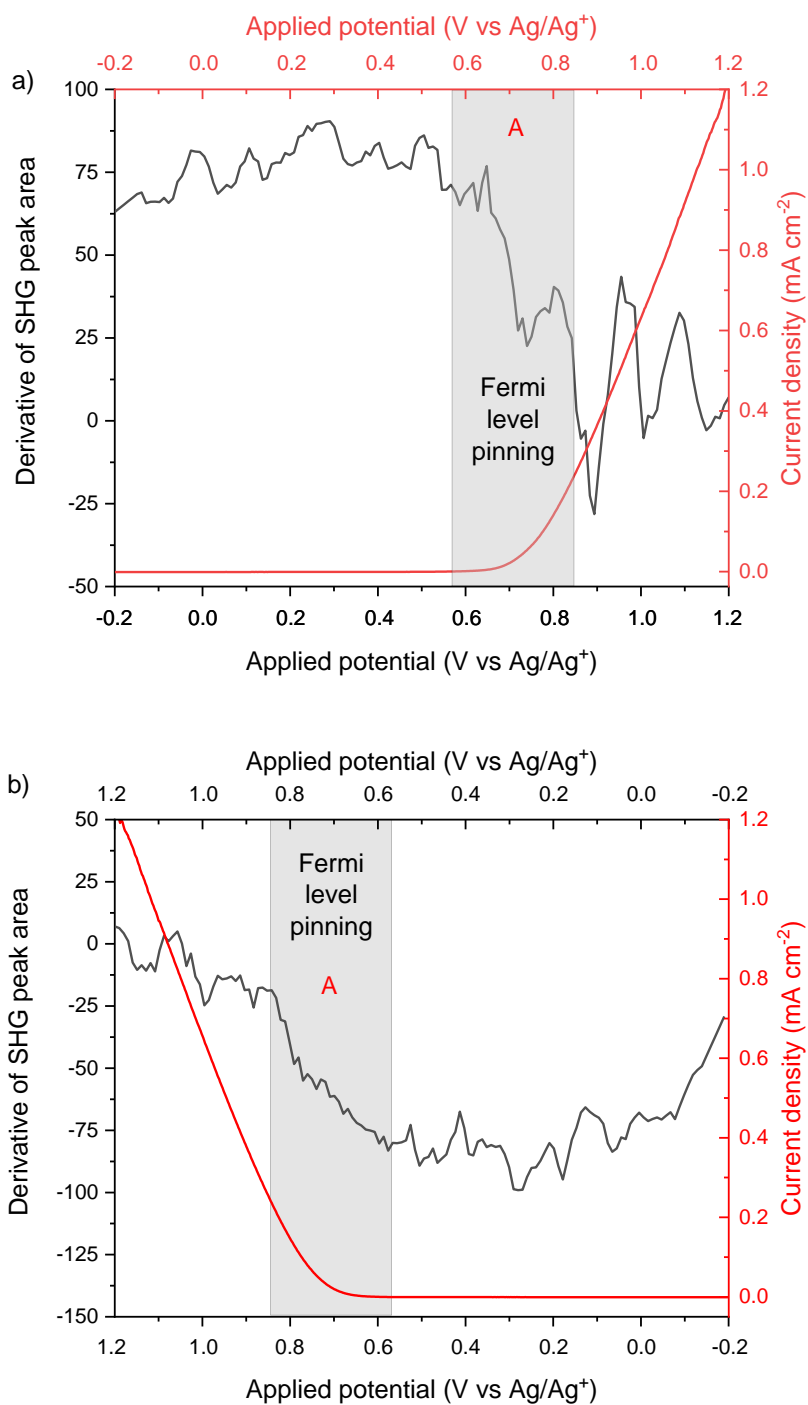 Applied potential (V vs Ag/Ag⁺)
-0.2 0.0 0.2 0.4 0.6 0.8 1.0 1.2
a)
100
75
50
25
0
-25
-50
Derivative of SHG peak area
A
Fermi
level
pinning
1.2
1.0
0.8
0.6
0.4
0.2
0.0
Current density (mA cm⁻²)
-0.2 0.0 0.2 0.4 0.6 0.8 1.0 1.2
Applied potential (V vs Ag/Ag⁺)
Applied potential (V vs Ag/Ag⁺)
b)
1.2 1.0 0.8 0.6 0.4 0.2 0.0 -0.2
50
25
0
-25
-50
-75
-100
-125
-150
Derivative of SHG peak area
Fermi
level
pinning
A
1.2
1.0
0.8
0.6
0.4
0.2
0.0
Current density (mA cm⁻²)
1.2 1.0 0.8 0.6 0.4 0.2 0.0 -0.2
Applied potential (V vs Ag/Ag⁺)